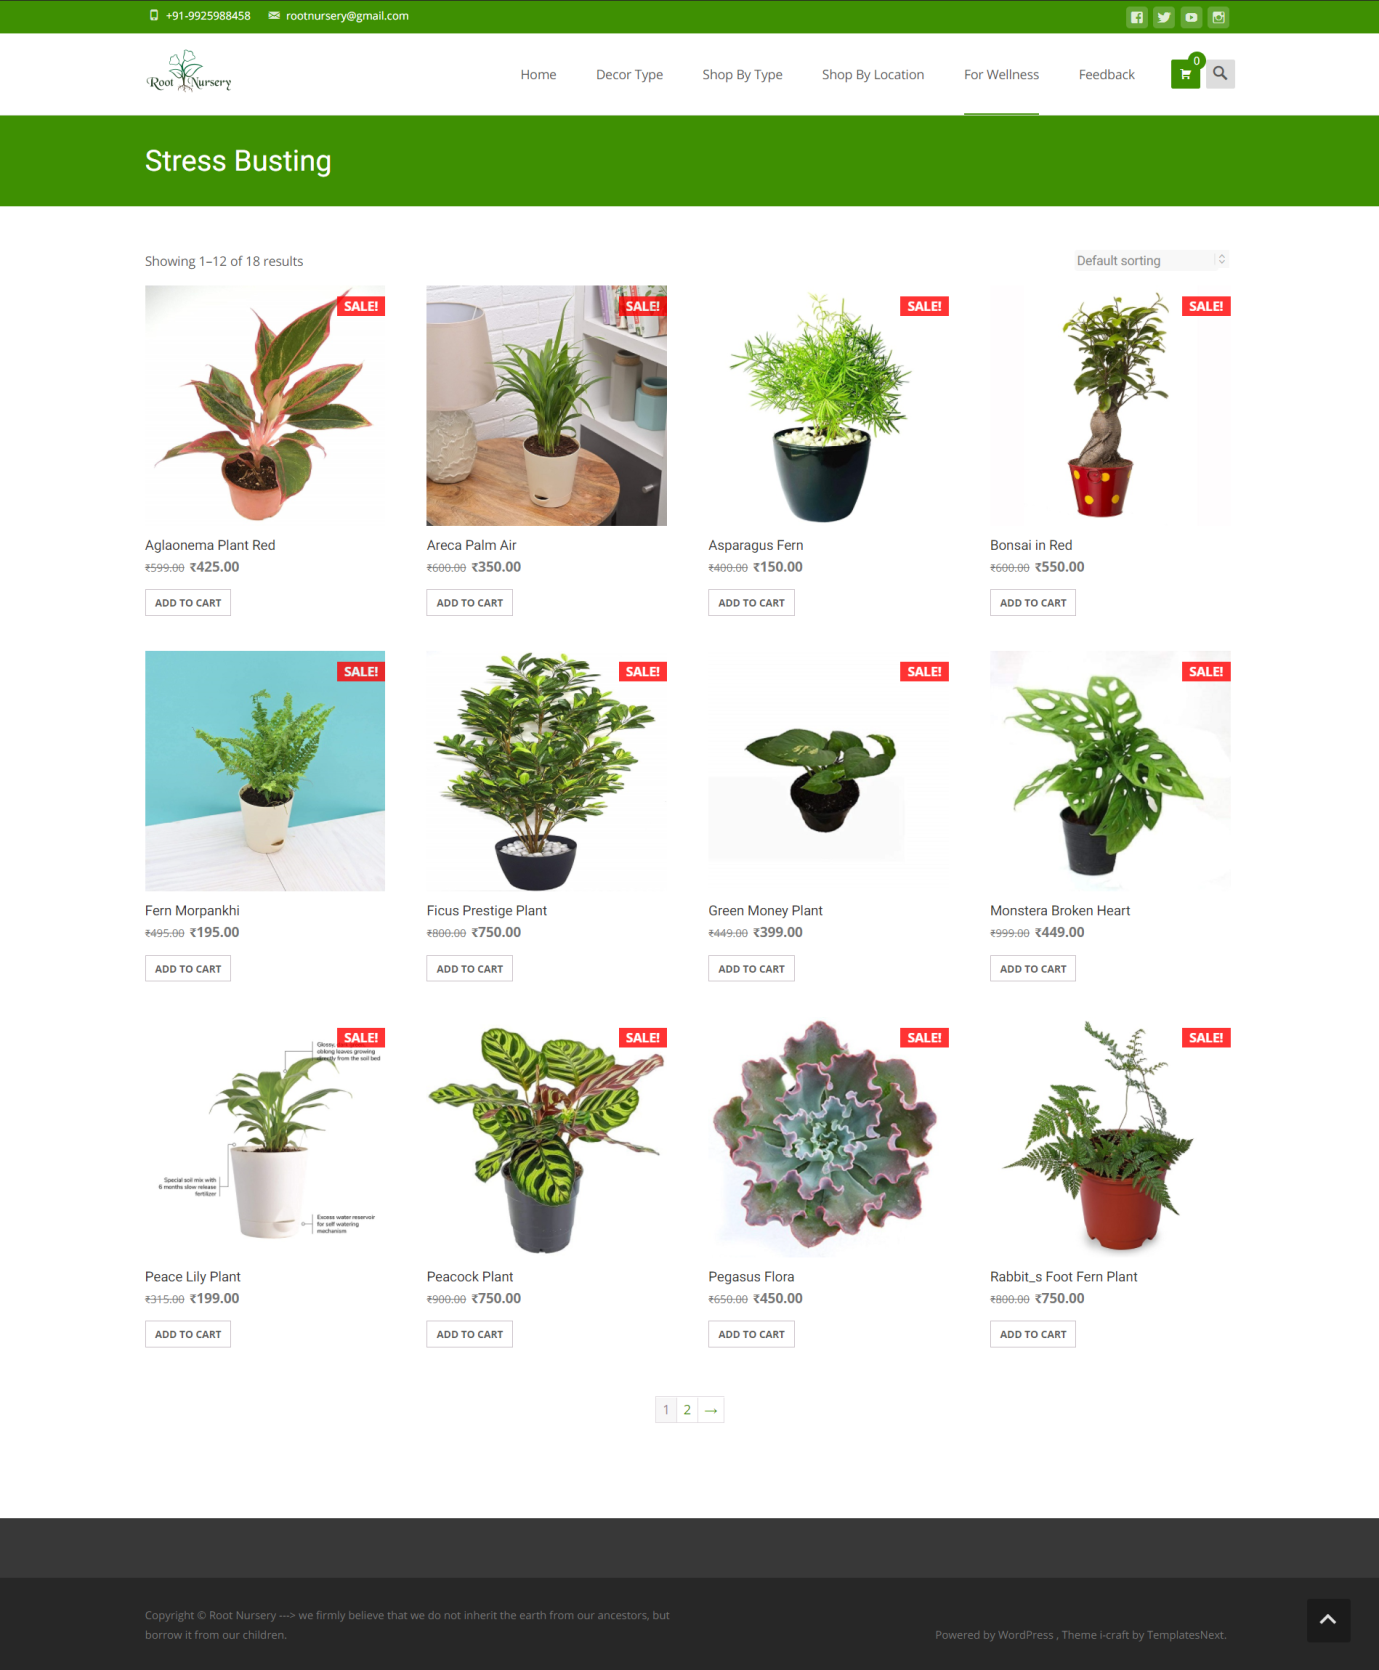 +91-9925988458 rootnursery@gmail.com
Root Nursery
Home Decor Type Shop By Type Shop By Location For Wellness Feedback 0
Stress Busting
Showing 1–12 of 18 results Default sorting
SALE! SALE! SALE! SALE!
Aglaonema Plant Red Areca Palm Air Asparagus Fern Bonsai in Red
₹599.00 ₹425.00 ₹600.00 ₹350.00 ₹400.00 ₹150.00 ₹600.00 ₹550.00
ADD TO CART ADD TO CART ADD TO CART ADD TO CART
SALE! SALE! SALE! SALE!
Fern Morpankhi Ficus Prestige Plant Green Money Plant Monstera Broken Heart
₹495.00 ₹195.00 ₹800.00 ₹750.00 ₹449.00 ₹399.00 ₹999.00 ₹449.00
ADD TO CART ADD TO CART ADD TO CART ADD TO CART
SALE! SALE! SALE! SALE!
Glossy,
oblong leaves growing
directly from the soil bed
Special soil mix with
6 months slow release
fertilizer
Excess water reservoir
for self watering
mechanism
Peace Lily Plant Peacock Plant Pegasus Flora Rabbit_s Foot Fern Plant
₹315.00 ₹199.00 ₹900.00 ₹750.00 ₹650.00 ₹450.00 ₹800.00 ₹750.00
ADD TO CART ADD TO CART ADD TO CART ADD TO CART
1 2 →
Copyright © Root Nursery ---> we firmly believe that we do not inherit the earth from our ancestors, but
borrow it from our children.
Powered by WordPress , Theme i-craft by TemplatesNext.